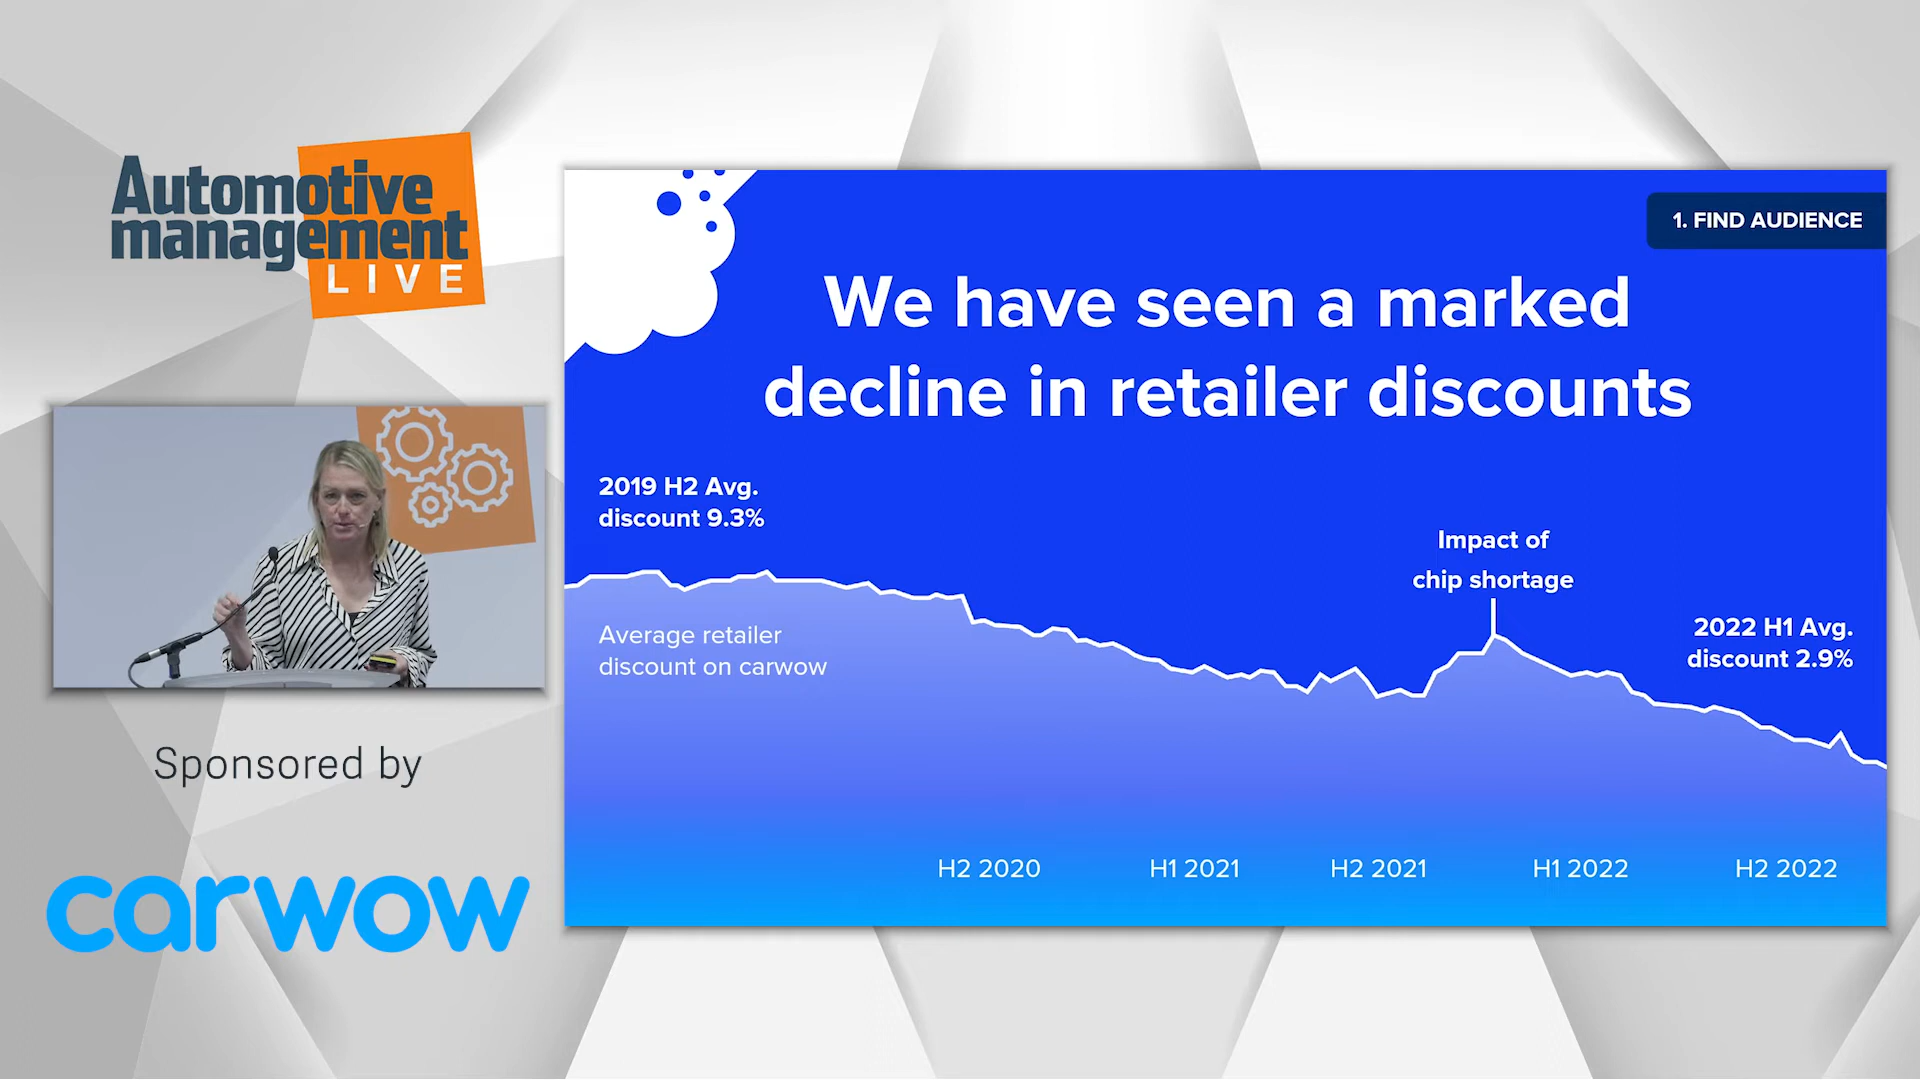 Automotive
management
LIVE
Sponsored by
carwow
1. FIND AUDIENCE
We have seen a marked
decline in retailer discounts
2019 H2 Avg.
discount 9.3%
Average retailer
discount on carwow
Impact of
chip shortage
2022 H1 Avg.
discount 2.9%
H2 2020
H1 2021
H2 2021
H1 2022
H2 2022